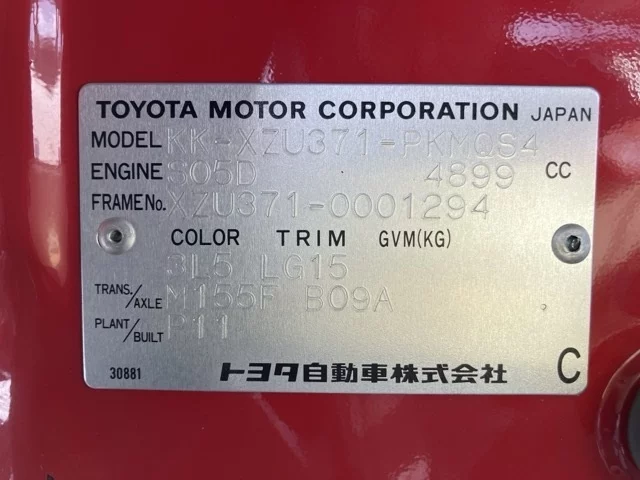 TOYOTA MOTOR CORPORATION JAPAN
MODEL KK-XZU371-PKMQS4
ENGINE S05D 4899 CC
FRAME No. XZU371-0001294
COLOR TRIM GVM(KG)
3L5 LG15
TRANS./AXLE M155F B09A
PLANT/BUILT P11
30881 トヨタ自動車株式会社 C